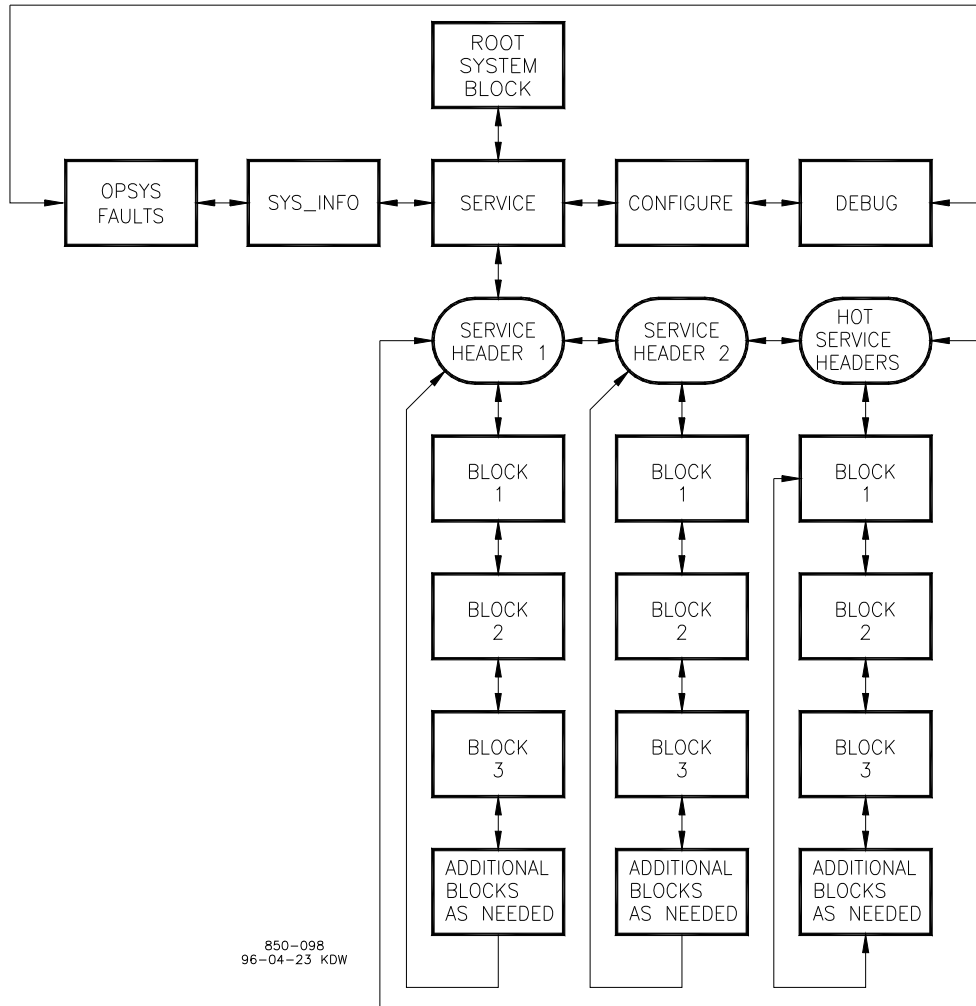 ROOT
SYSTEM
BLOCK
OPSYS
FAULTS
SYS_INFO
SERVICE
CONFIGURE
DEBUG
SERVICE
HEADER 1
SERVICE
HEADER 2
HOT
SERVICE
HEADERS
BLOCK
1
BLOCK
1
BLOCK
1
BLOCK
2
BLOCK
2
BLOCK
2
BLOCK
3
BLOCK
3
BLOCK
3
ADDITIONAL
BLOCKS
AS NEEDED
ADDITIONAL
BLOCKS
AS NEEDED
ADDITIONAL
BLOCKS
AS NEEDED
850-098
96-04-23 KDW